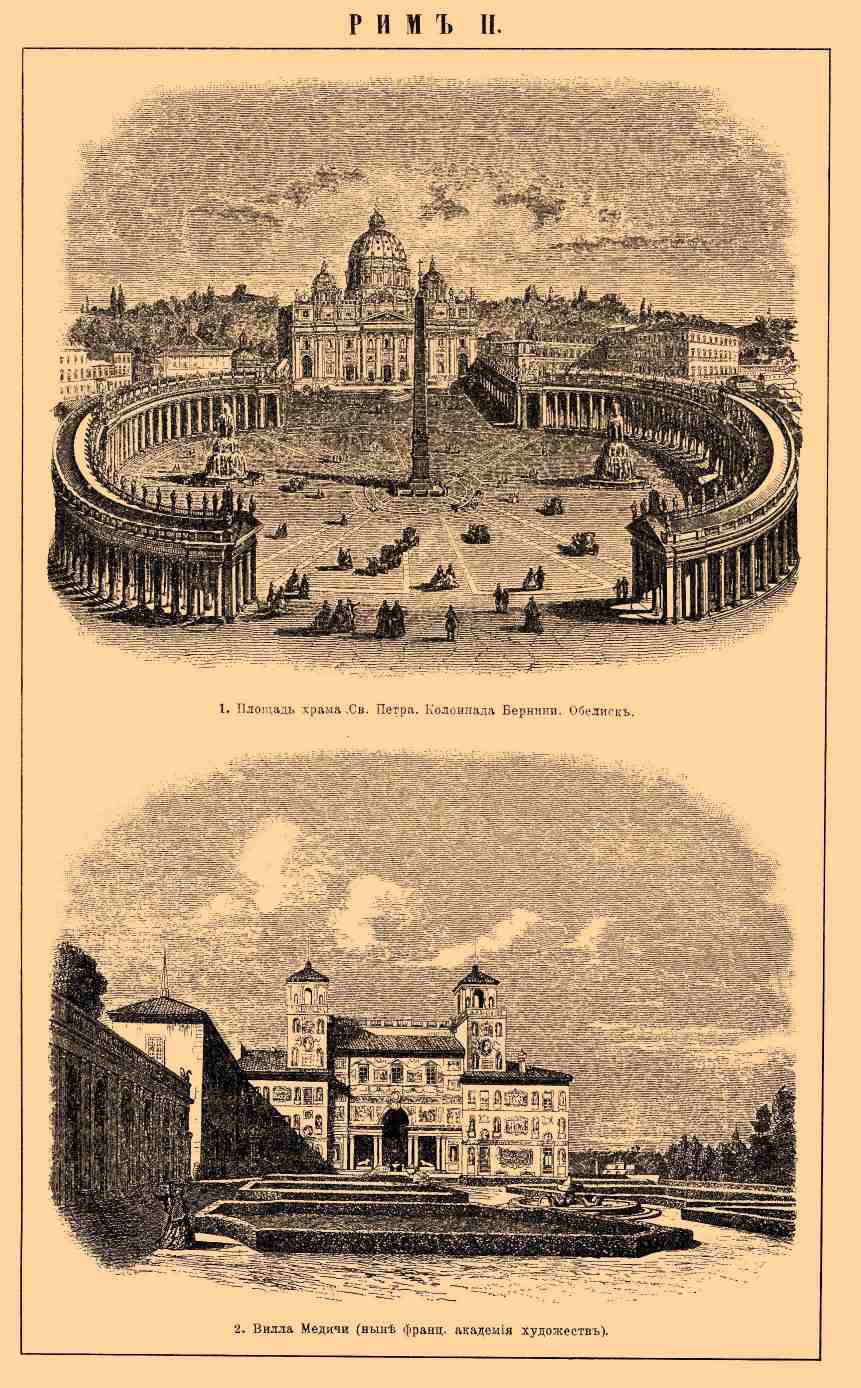 РИМЪ II.
1. Площадь храма Св. Петра. Колоннада Бернини. Обелискъ.
2. Вилла Медичи (нынѣ франц. академія художествъ).